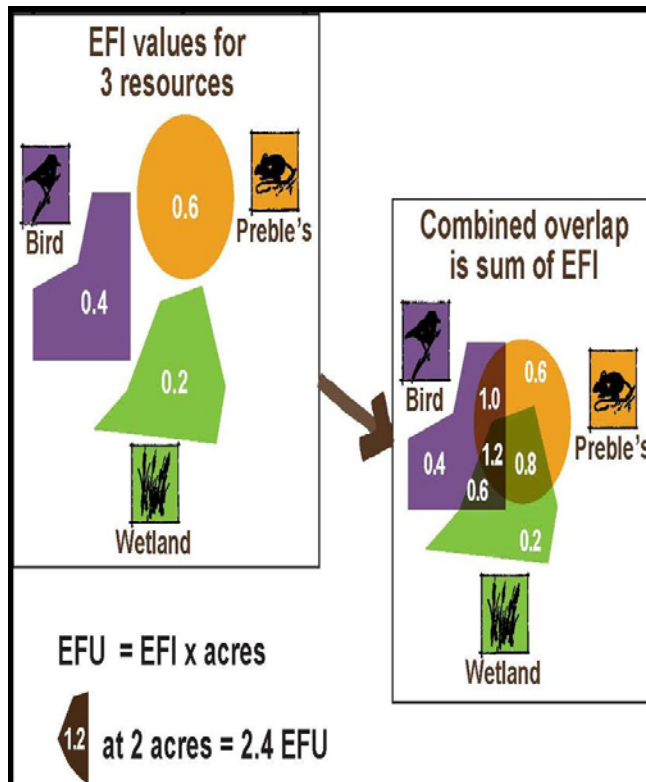 EFI values for
3 resources
Bird
0.6
Preble's
0.4
0.2
Wetland
Combined overlap
is sum of EFI
Bird
0.6
1.0
Preble's
0.4
1.2
0.8
0.6
0.2
Wetland
EFU = EFI x acres
1.2 at 2 acres = 2.4 EFU